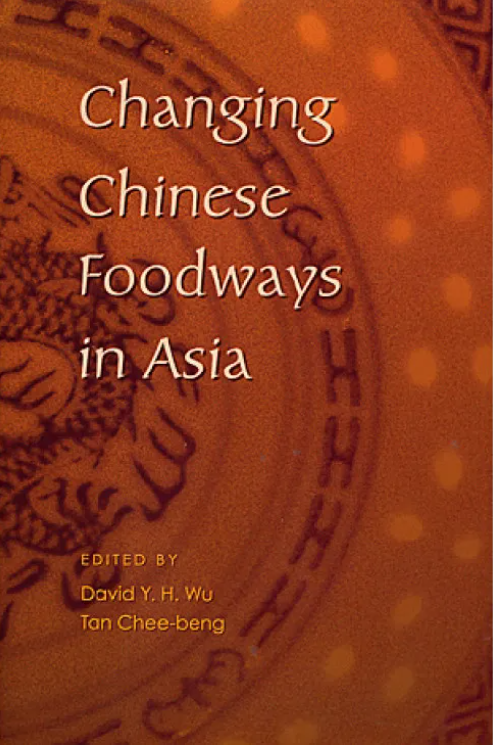 Changing
Chinese
Foodways
in Asia
EDITED BY
David Y. H. Wu
Tan Chee-beng